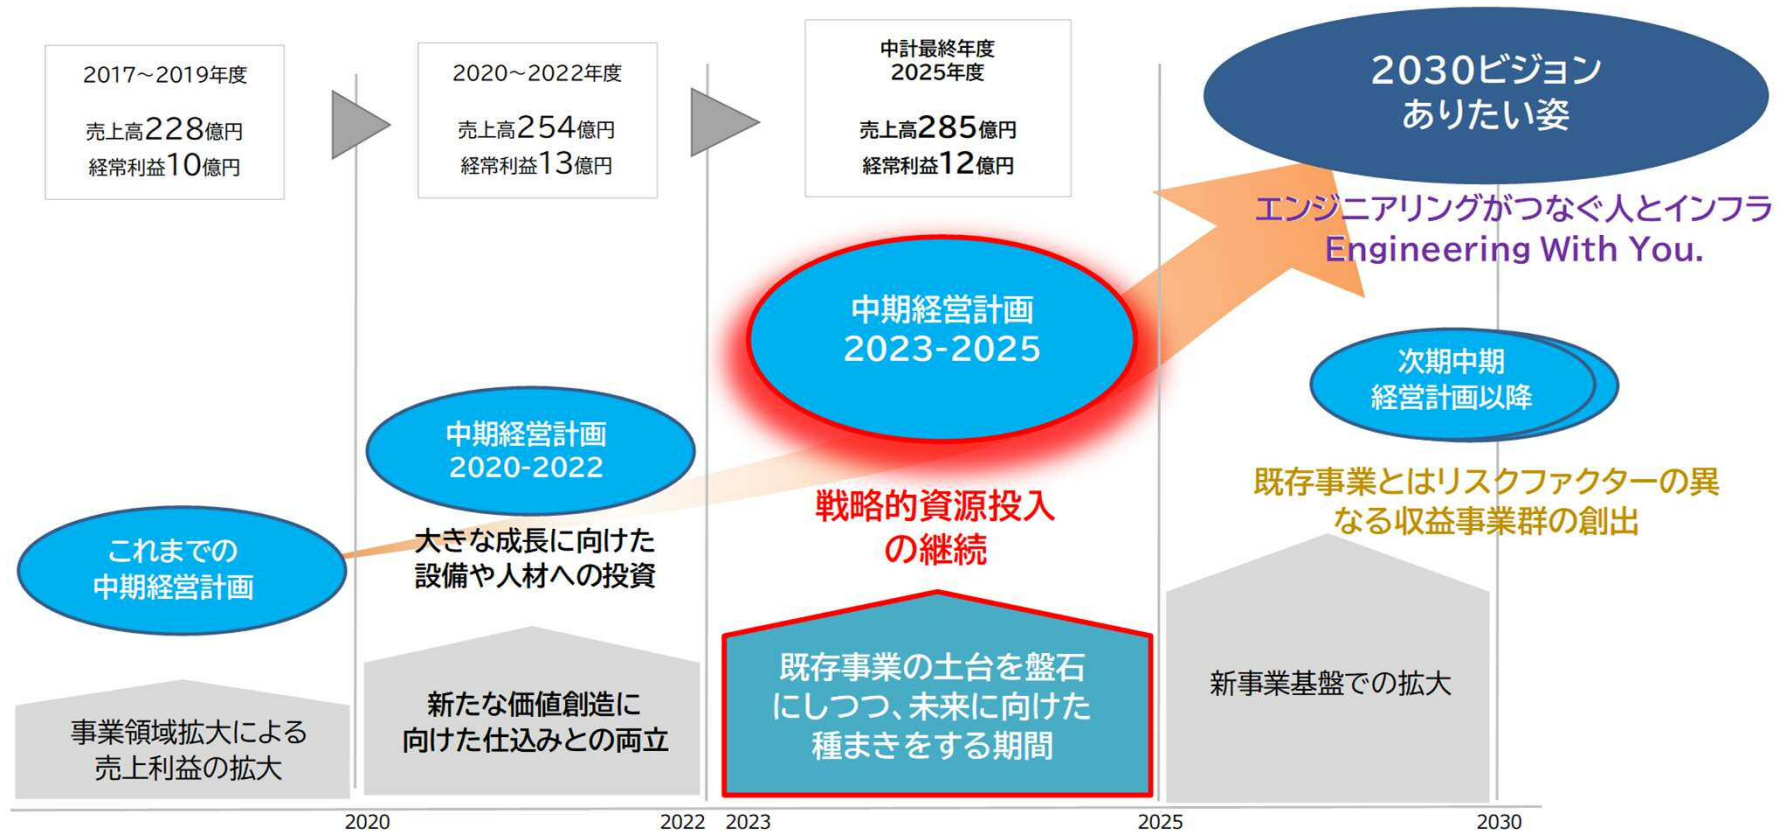 2017～2019年度
売上高228億円
経常利益10億円
2020～2022年度
売上高254億円
経常利益13億円
中計最終年度
2025年度
売上高285億円
経常利益12億円
2030ビジョン
ありたい姿
エンジニアリングがつなぐ人とインフラ
Engineering With You.
中期経営計画
2023-2025
次期中期
経営計画以降
中期経営計画
2020-2022
既存事業とはリスクファクターの異
なる収益事業群の創出
戦略的資源投入
の継続
大きな成長に向けた
設備や人材への投資
これまでの
中期経営計画
事業領域拡大による
売上利益の拡大
新たな価値創造に
向けた仕込みとの両立
既存事業の土台を盤石
にしつつ、未来に向けた
種まきをする期間
新事業基盤での拡大
2020
2022
2023
2025
2030